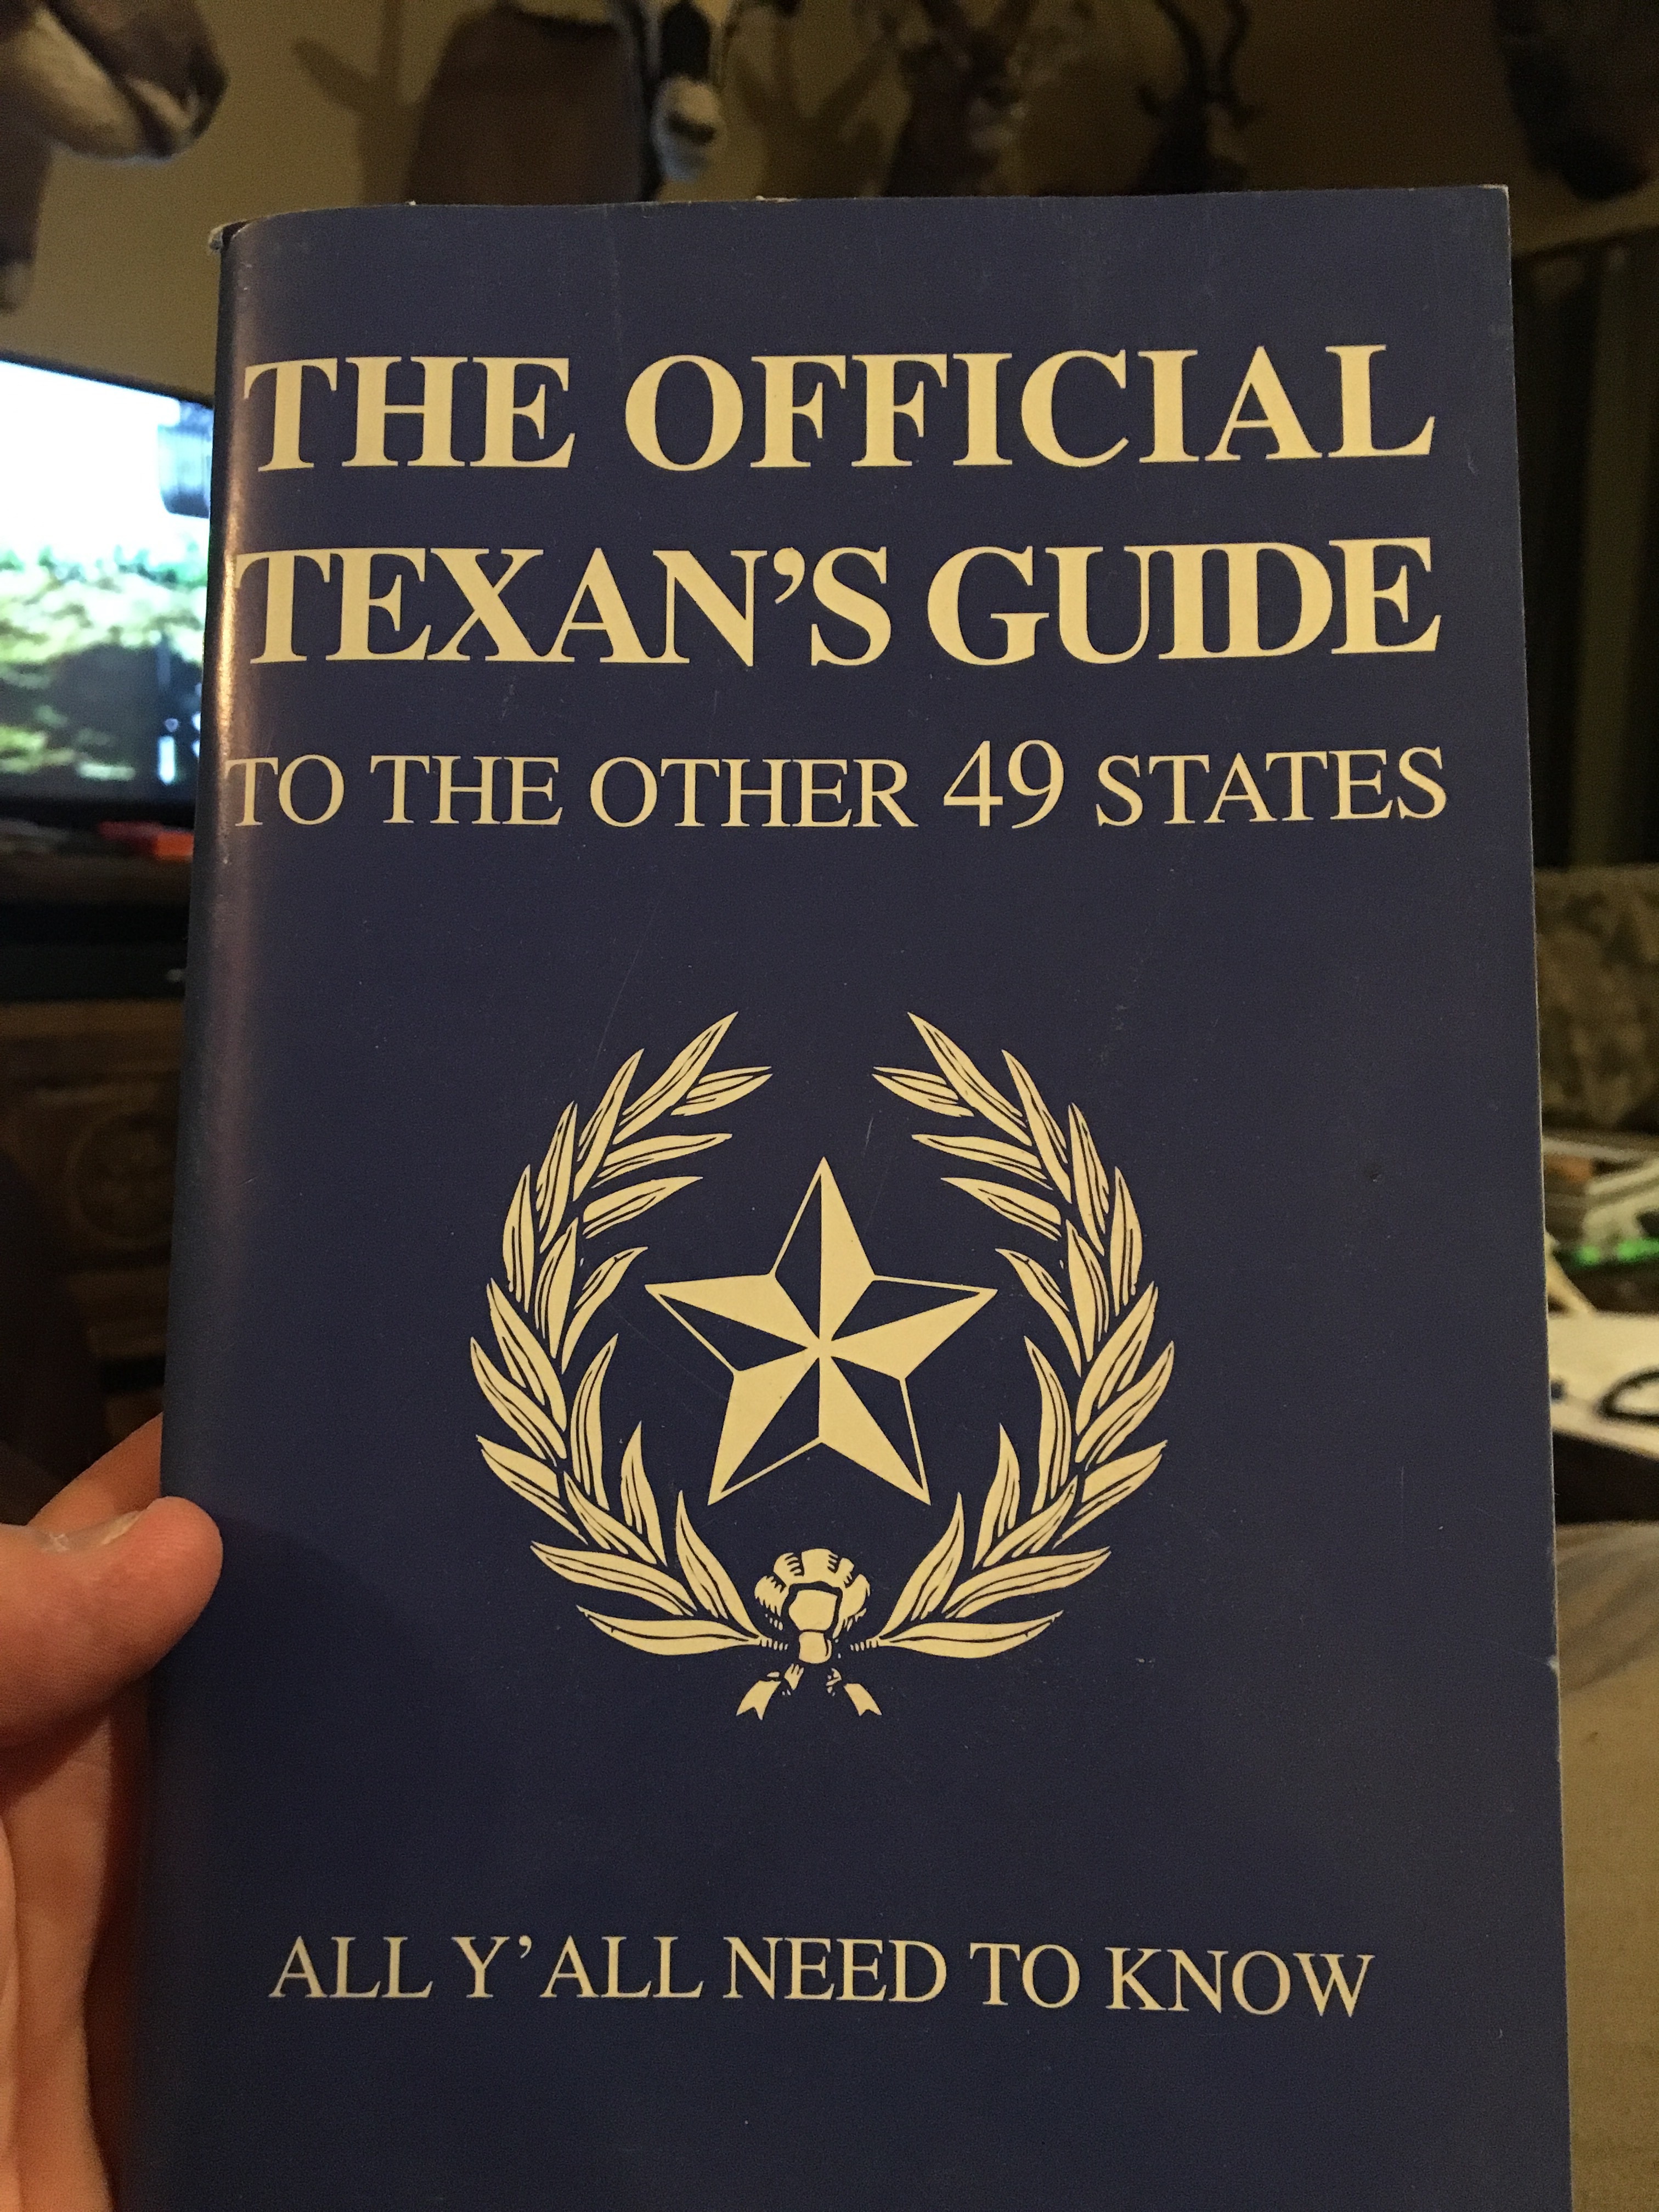 THE OFFICIAL
TEXAN'S GUIDE
TO THE OTHER 49 STATES
ALL Y'ALL NEED TO KNOW